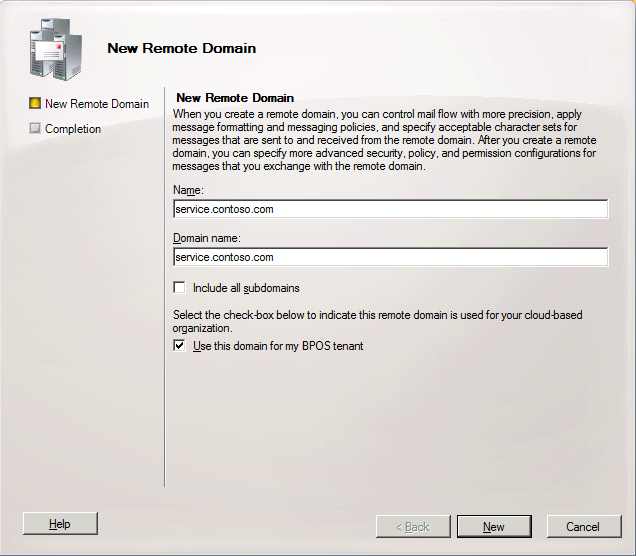 New Remote Domain
New Remote Domain
Completion
New Remote Domain
When you create a remote domain, you can control mail flow with more precision, apply
message formatting and messaging policies, and specify acceptable character sets for
messages that are sent to and received from the remote domain. After you create a remote
domain, you can specify more advanced security, policy, and permission configurations for
messages that you exchange with the remote domain.
Name:
service.contoso.com
Domain name:
service.contoso.com
Include all subdomains
Select the check-box below to indicate this remote domain is used for your cloud-based
organization.
Use this domain for my BPOS tenant
Help
< Back
New
Cancel